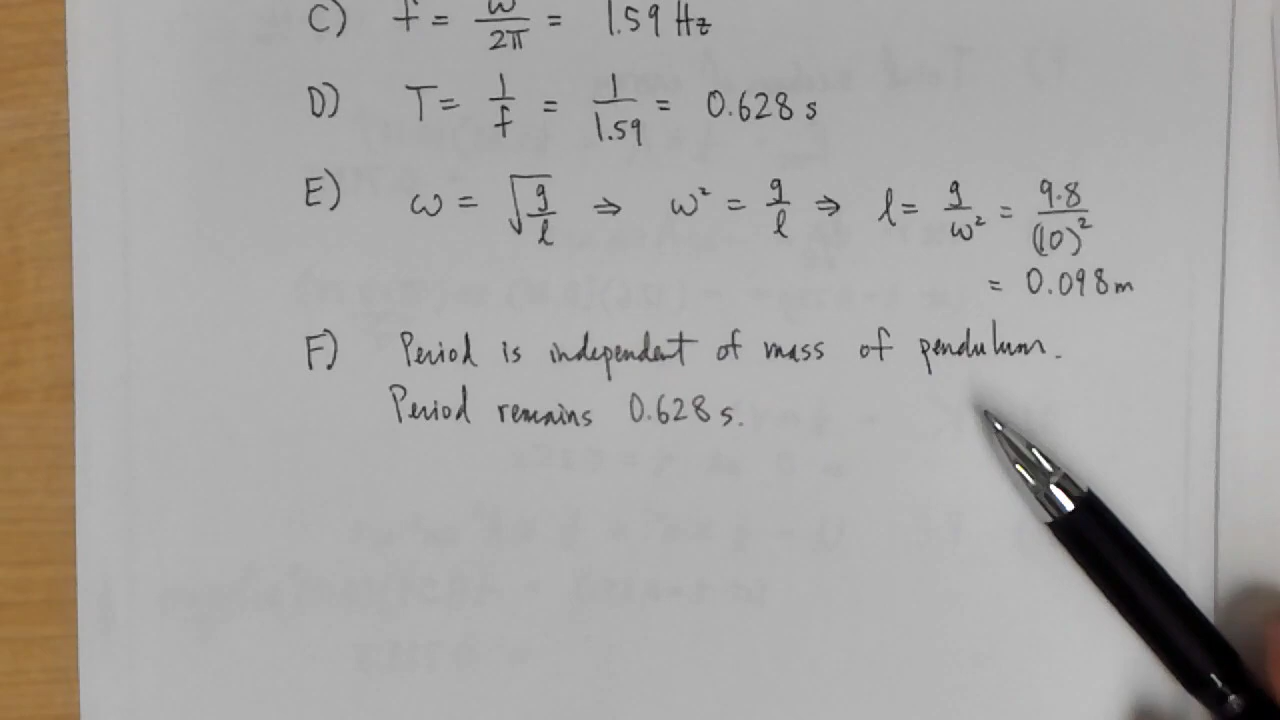 C) f = ω/2π = 1.59 Hz
D) T = 1/f = 1/1.59 = 0.628 s
E) ω = √(g/l) ⇒ ω² = g/l ⇒ l = g/ω² = 9.8/(10)²
= 0.098 m
F) Period is independent of mass of pendulum.
Period remains 0.628 s.